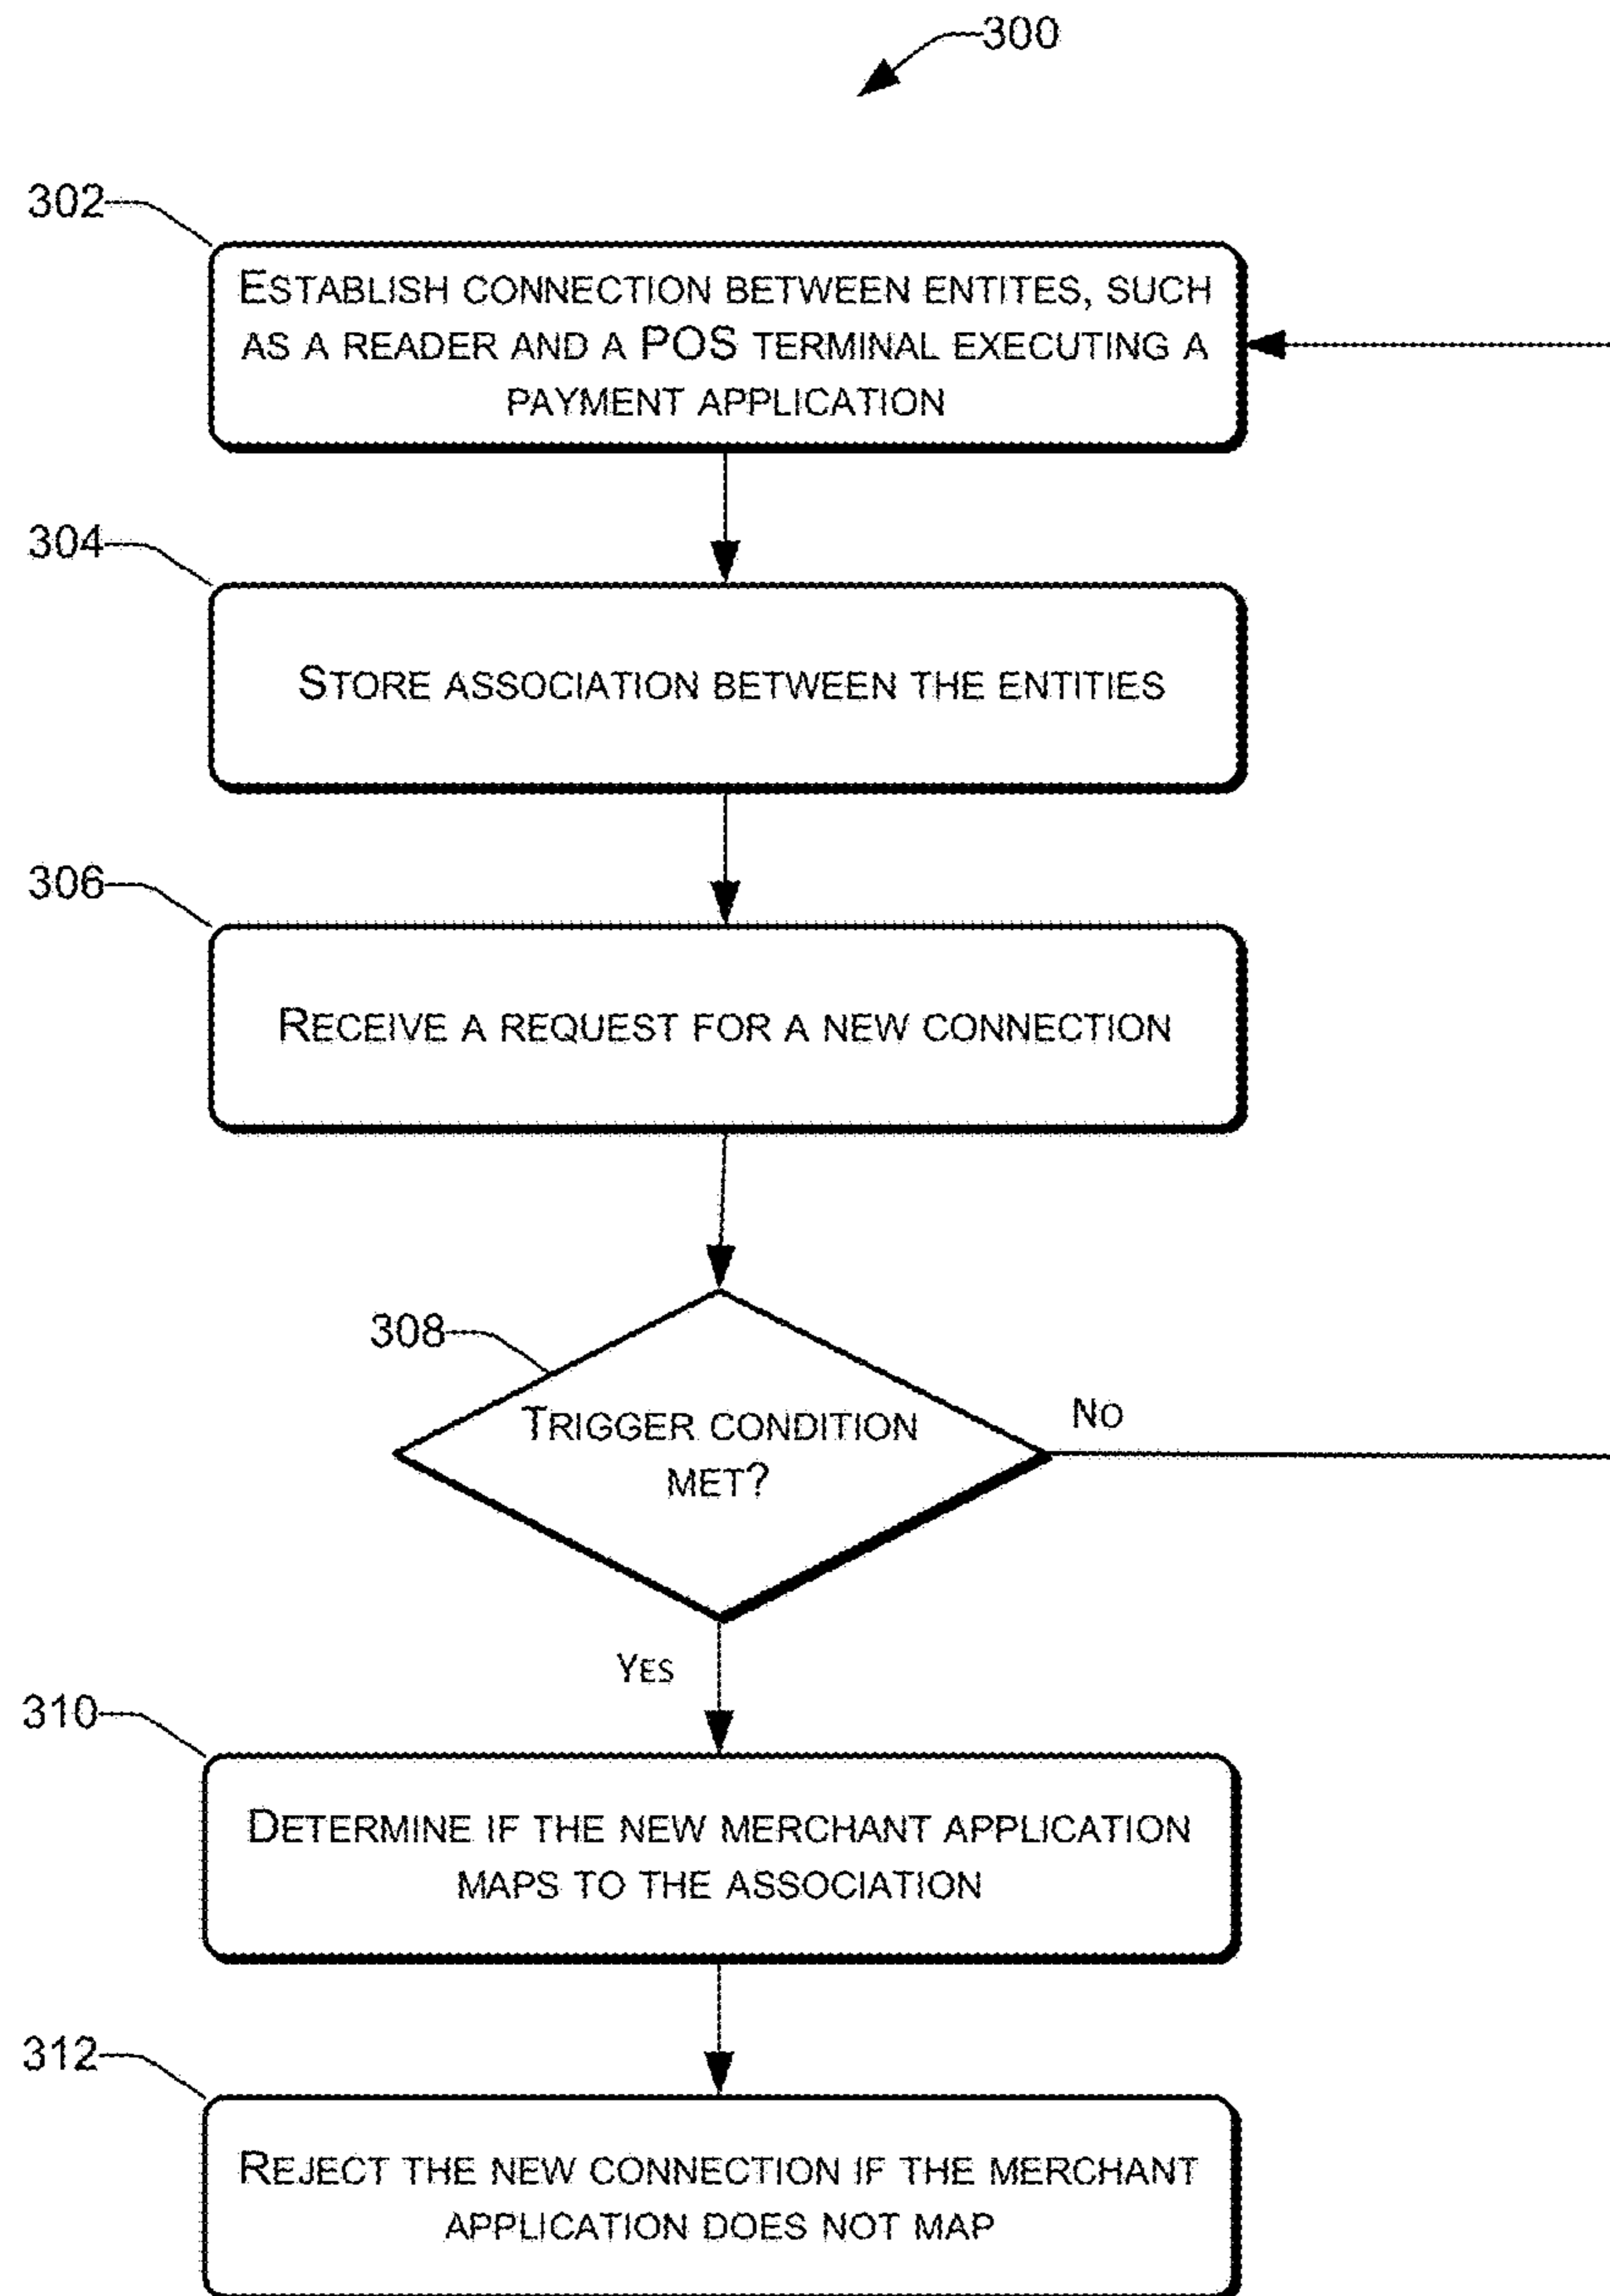 300
302
ESTABLISH CONNECTION BETWEEN ENTITES, SUCH
AS A READER AND A POS TERMINAL EXECUTING A
PAYMENT APPLICATION
304
STORE ASSOCIATION BETWEEN THE ENTITIES
306
RECEIVE A REQUEST FOR A NEW CONNECTION
308
TRIGGER CONDITION
MET?
NO
YES
310
DETERMINE IF THE NEW MERCHANT APPLICATION
MAPS TO THE ASSOCIATION
312
REJECT THE NEW CONNECTION IF THE MERCHANT
APPLICATION DOES NOT MAP